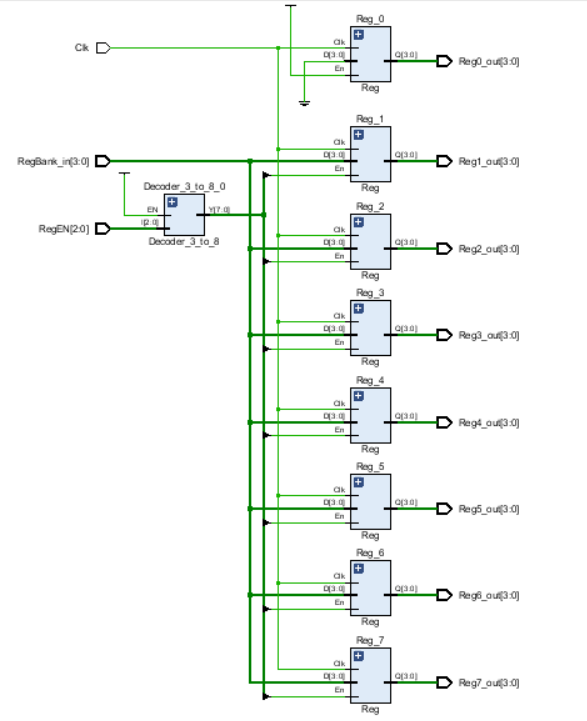 Reg_0
Clk
Clk
D[3:0]
Q[3:0]
Reg0_out[3:0]
En
Reg
Reg_1
Clk
RegBank_in[3:0]
D[3:0]
Q[3:0]
Reg1_out[3:0]
En
Reg
Decoder_3_to_8_0
EN
Y[7:0]
RegEN[2:0]
I[2:0]
Decoder_3_to_8
Reg_2
Clk
D[3:0]
Q[3:0]
Reg2_out[3:0]
En
Reg
Reg_3
Clk
D[3:0]
Q[3:0]
Reg3_out[3:0]
En
Reg
Reg_4
Clk
D[3:0]
Q[3:0]
Reg4_out[3:0]
En
Reg
Reg_5
Clk
D[3:0]
Q[3:0]
Reg5_out[3:0]
En
Reg
Reg_6
Clk
D[3:0]
Q[3:0]
Reg6_out[3:0]
En
Reg
Reg_7
Clk
D[3:0]
Q[3:0]
Reg7_out[3:0]
En
Reg